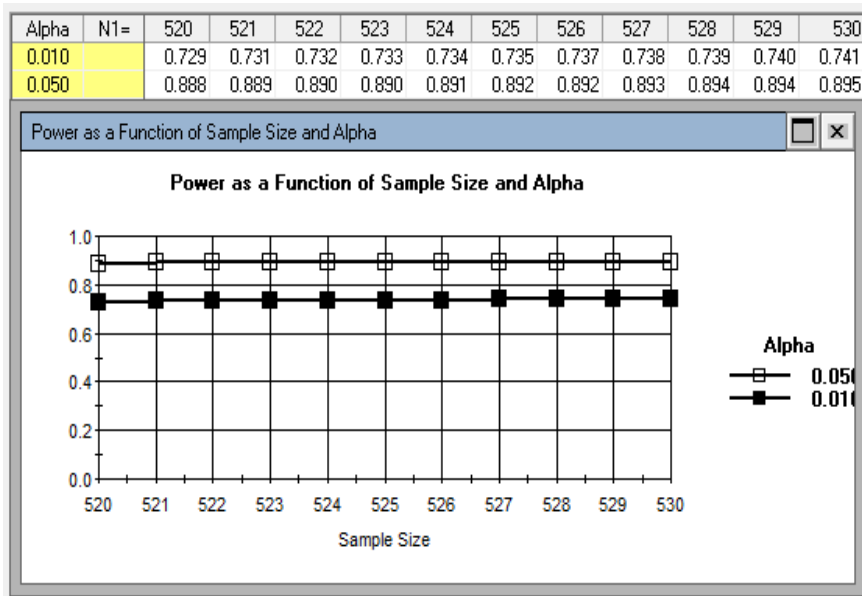 Alpha N1= 520 521 522 523 524 525 526 527 528 529 530
0.010 0.729 0.731 0.732 0.733 0.734 0.735 0.737 0.738 0.739 0.740 0.741
0.050 0.888 0.889 0.890 0.890 0.891 0.892 0.892 0.893 0.894 0.894 0.895
Power as a Function of Sample Size and Alpha
Power as a Function of Sample Size and Alpha
1.0
0.8
0.6
0.4
0.2
0.0
520 521 522 523 524 525 526 527 528 529 530
Sample Size
Alpha
0.050
0.010